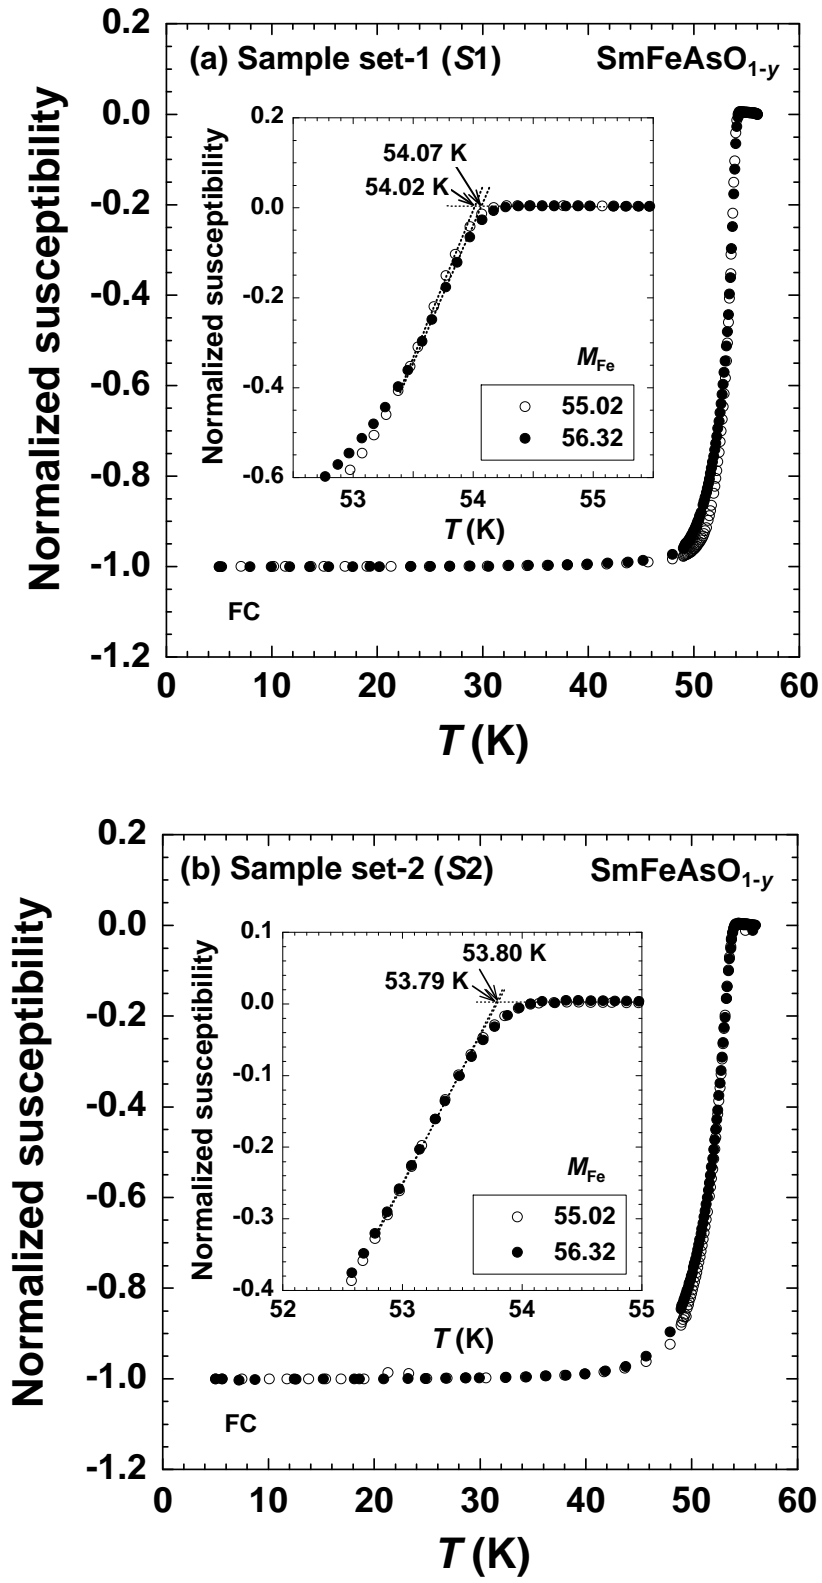 (a) Sample set-1 (S1) SmFeAsO1-y
Normalized susceptibility
0.2
0.0
-0.2
-0.4
-0.6
-0.8
-1.0
-1.2
0 10 20 30 40 50 60
T (K)
FC
Normalized susceptibility
0.2
0.0
-0.2
-0.4
-0.6
53 54 55
T (K)
54.07 K
54.02 K
MFe
55.02
56.32
(b) Sample set-2 (S2) SmFeAsO1-y
Normalized susceptibility
0.2
0.0
-0.2
-0.4
-0.6
-0.8
-1.0
-1.2
0 10 20 30 40 50 60
T (K)
FC
Normalized susceptibility
0.1
0.0
-0.1
-0.2
-0.3
-0.4
52 53 54 55
T (K)
53.80 K
53.79 K
MFe
55.02
56.32